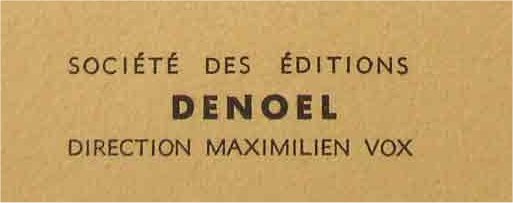 SOCIÉTÉ DES ÉDITIONS
DENOEL
DIRECTION MAXIMILIEN VOX